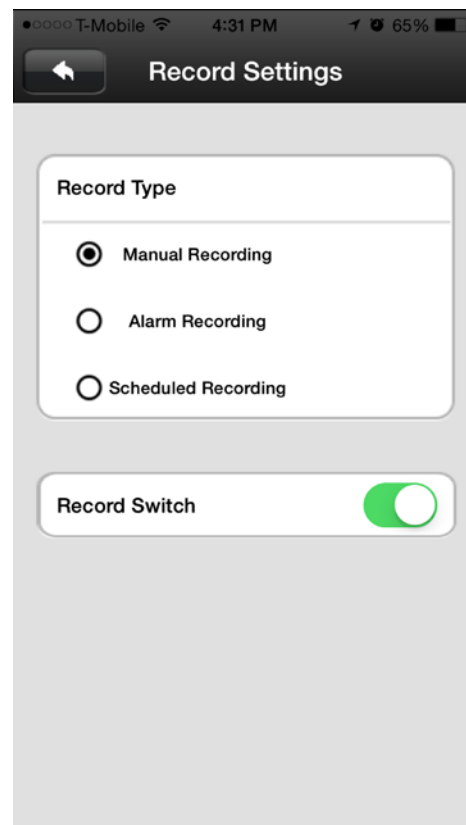 T-Mobile 4:31 PM 65%
Record Settings
Record Type
Manual Recording
Alarm Recording
Scheduled Recording
Record Switch